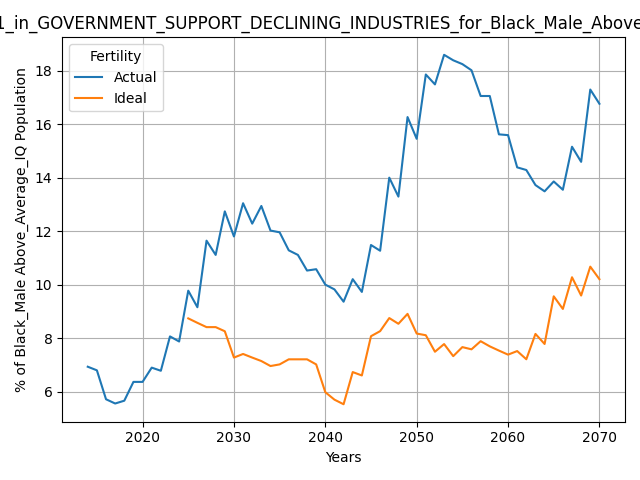 1_in_GOVERNMENT_SUPPORT_DECLINING_INDUSTRIES_for_Black_Male_Above
Fertility
Actual
Ideal
% of Black_Male Above_Average_IQ Population
18
16
14
12
10
8
6
2020 2030 2040 2050 2060 2070
Years